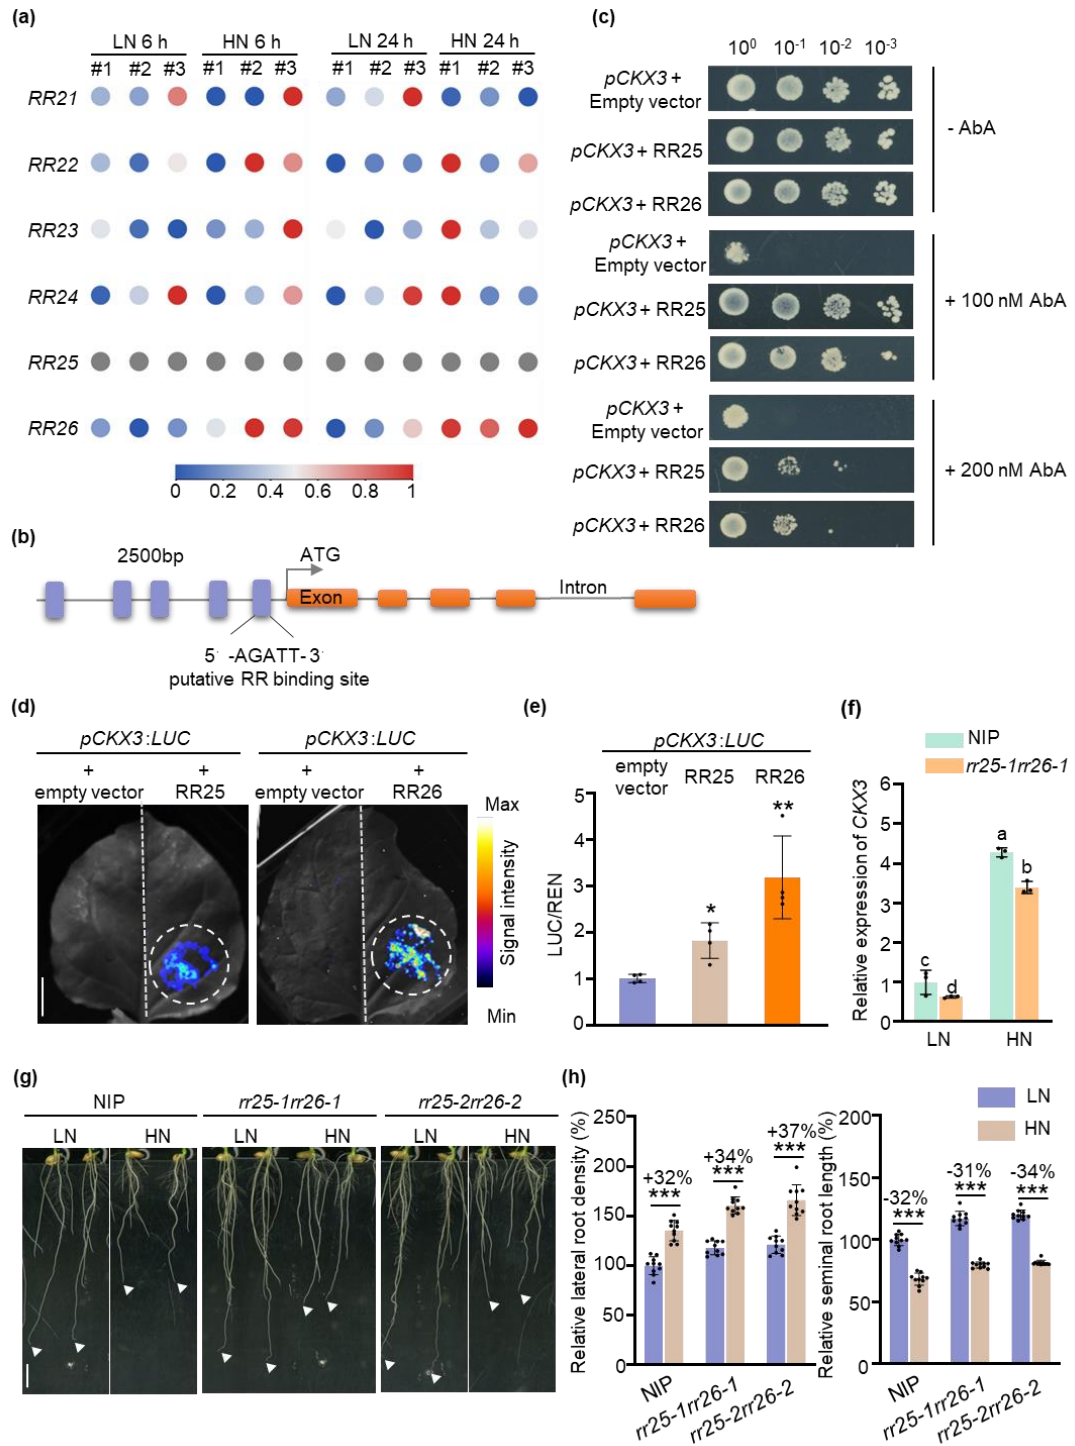 (a)
LN 6 h HN 6 h LN 24 h HN 24 h
#1 #2 #3 #1 #2 #3 #1 #2 #3 #1 #2 #3
RR21
RR22
RR23
RR24
RR25
RR26
0 0.2 0.4 0.6 0.8 1
(b)
2500bp
ATG
Exon
Intron
5' -AGATT- 3'
putative RR binding site
(c)
10⁰ 10⁻¹ 10⁻² 10⁻³
pCKX3 +
Empty vector
pCKX3 + RR25
pCKX3 + RR26
- AbA
pCKX3 +
Empty vector
pCKX3 + RR25
pCKX3 + RR26
+ 100 nM AbA
pCKX3 +
Empty vector
pCKX3 + RR25
pCKX3 + RR26
+ 200 nM AbA
(d)
pCKX3:LUC pCKX3:LUC
+ + + +
empty vector RR25 empty vector RR26
Max
Signal intensity
Min
(e)
pCKX3:LUC
empty
vector
RR25 RR26
LUC/REN
5
4
3
2
1
0
*
**
(f)
NIP
rr25-1rr26-1
Relative expression of CKX3
6
5
4
3
2
1
0
c d a b
LN HN
(g)
NIP rr25-1rr26-1 rr25-2rr26-2
LN HN LN HN LN HN
(h)
Relative lateral root density (%)
250
200
150
100
50
0
+32% +34% +37%
*** *** ***
NIP rr25-1rr26-1 rr25-2rr26-2
LN
HN
Relative seminal root length (%)
200
150
100
50
0
-32% -31% -34%
*** *** ***
NIP rr25-1rr26-1 rr25-2rr26-2